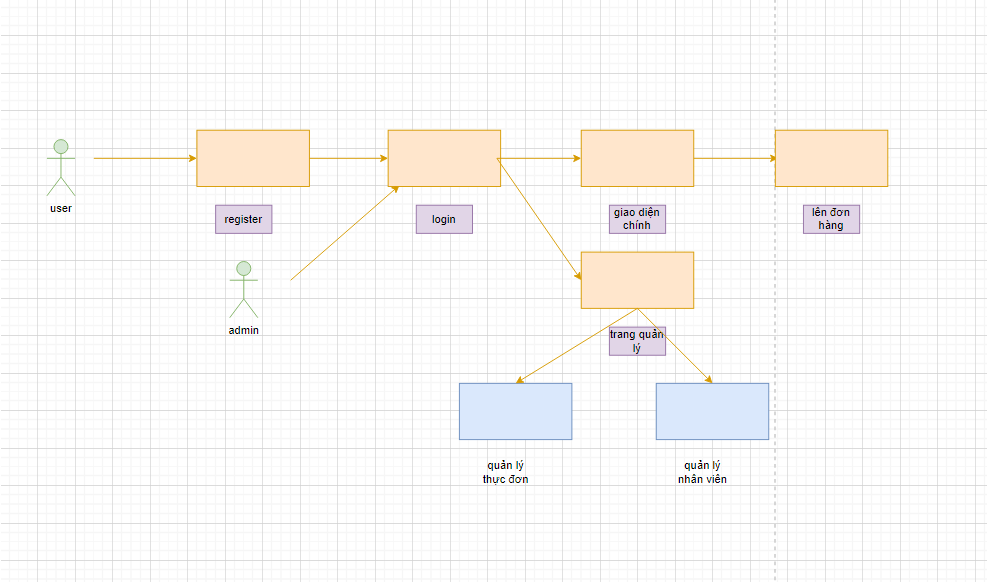 user
register
login
giao diện
chính
lên đơn
hàng
admin
trang quản
lý
quản lý
thực đơn
quản lý
nhân viên